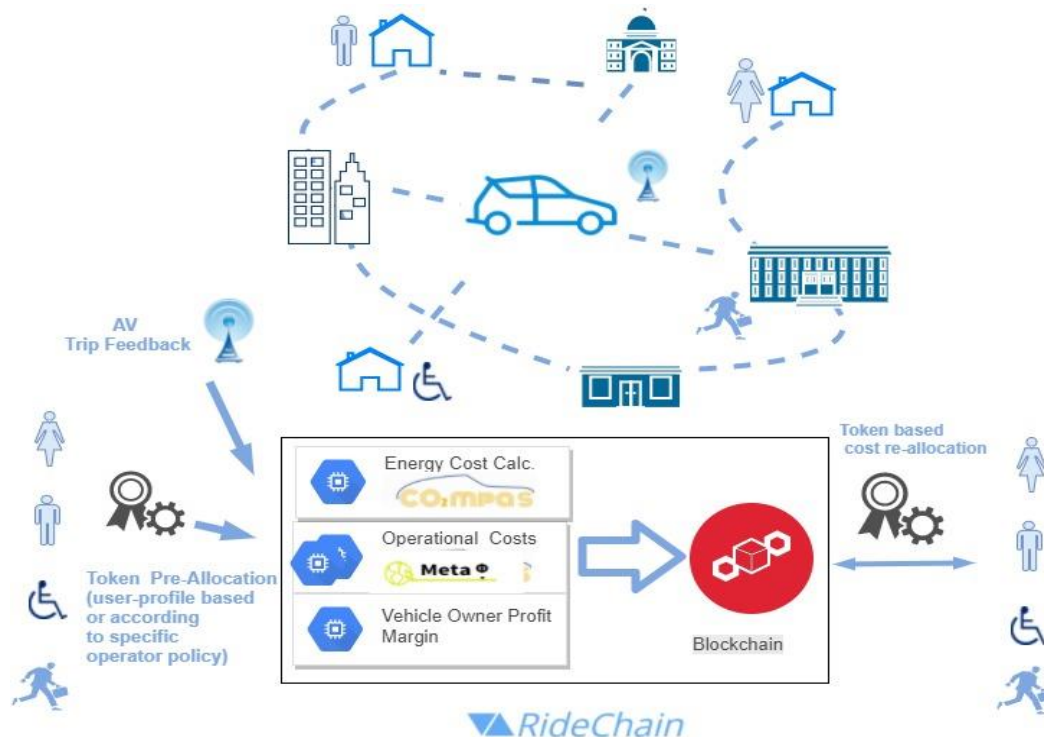 AV
Trip Feedback
Token Pre-Allocation
(user-profile based
or according
to specific
operator policy)
Energy Cost Calc.
CO₂MPAS
Operational Costs
Meta Φ
Vehicle Owner Profit
Margin
Blockchain
Token based
cost re-allocation
RideChain